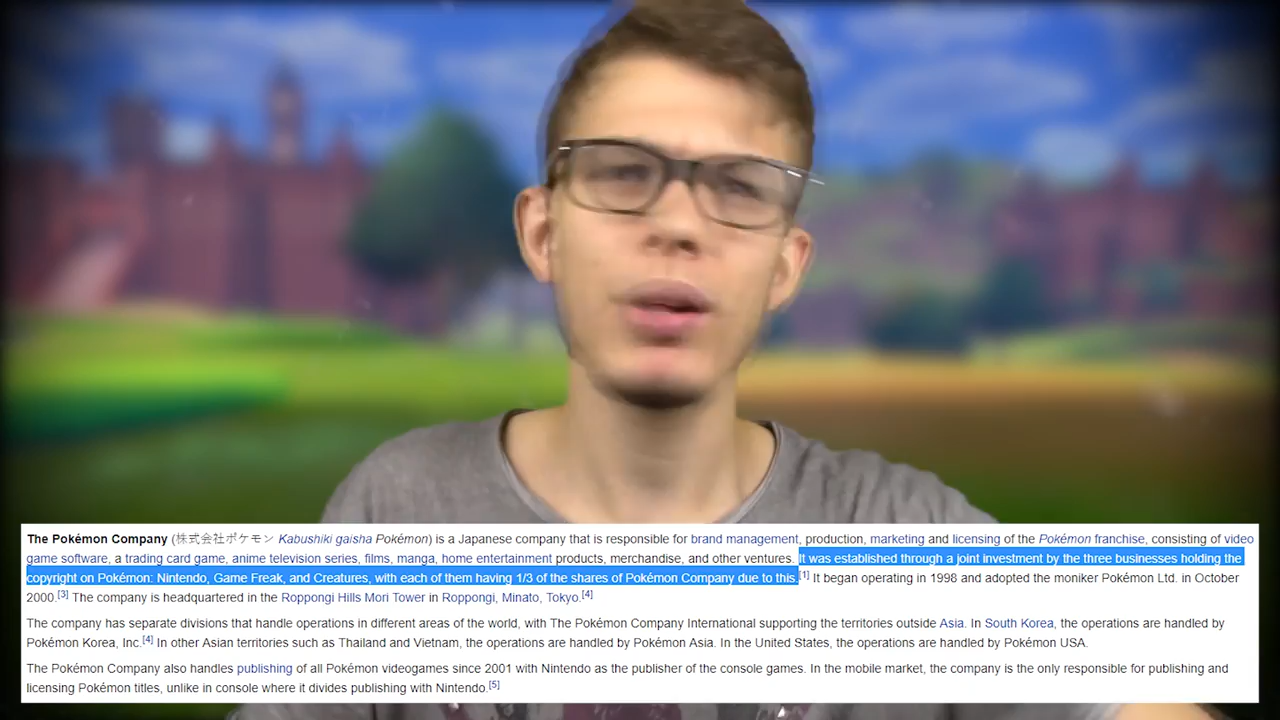 The Pokémon Company (株式会社ポケモン Kabushiki gaisha Pokémon) is a Japanese company that is responsible for brand management, production, marketing and licensing of the Pokémon franchise, consisting of video
game software, a trading card game, anime television series, films, manga, home entertainment products, merchandise, and other ventures. It was established through a joint investment by the three businesses holding the
copyright on Pokémon: Nintendo, Game Freak, and Creatures, with each of them having 1/3 of the shares of Pokémon Company due to this.[1] It began operating in 1998 and adopted the moniker Pokémon Ltd. in October
2000.[3] The company is headquartered in the Roppongi Hills Mori Tower in Roppongi, Minato, Tokyo.[4]
The company has separate divisions that handle operations in different areas of the world, with The Pokémon Company International supporting the territories outside Asia. In South Korea, the operations are handled by
Pokémon Korea, Inc.[4] In other Asian territories such as Thailand and Vietnam, the operations are handled by Pokémon Asia. In the United States, the operations are handled by Pokémon USA.
The Pokémon Company also handles publishing of all Pokémon videogames since 2001 with Nintendo as the publisher of the console games. In the mobile market, the company is the only responsible for publishing and
licensing Pokémon titles, unlike in console where it divides publishing with Nintendo.[5]